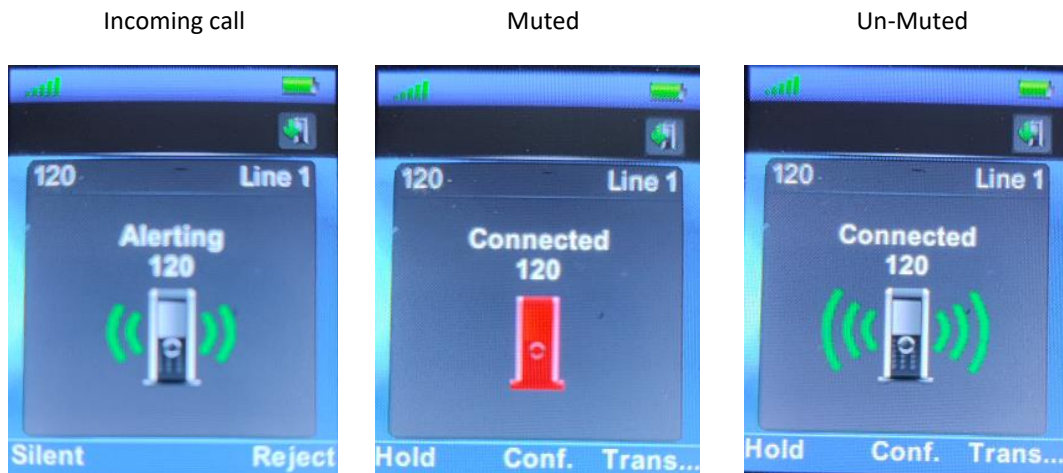 Incoming call
Muted
Un-Muted
120
Line 1
Alerting
120
Silent
Reject
120
Line 1
Connected
120
Hold
Conf.
Trans...
120
Line 1
Connected
120
Hold
Conf.
Trans...